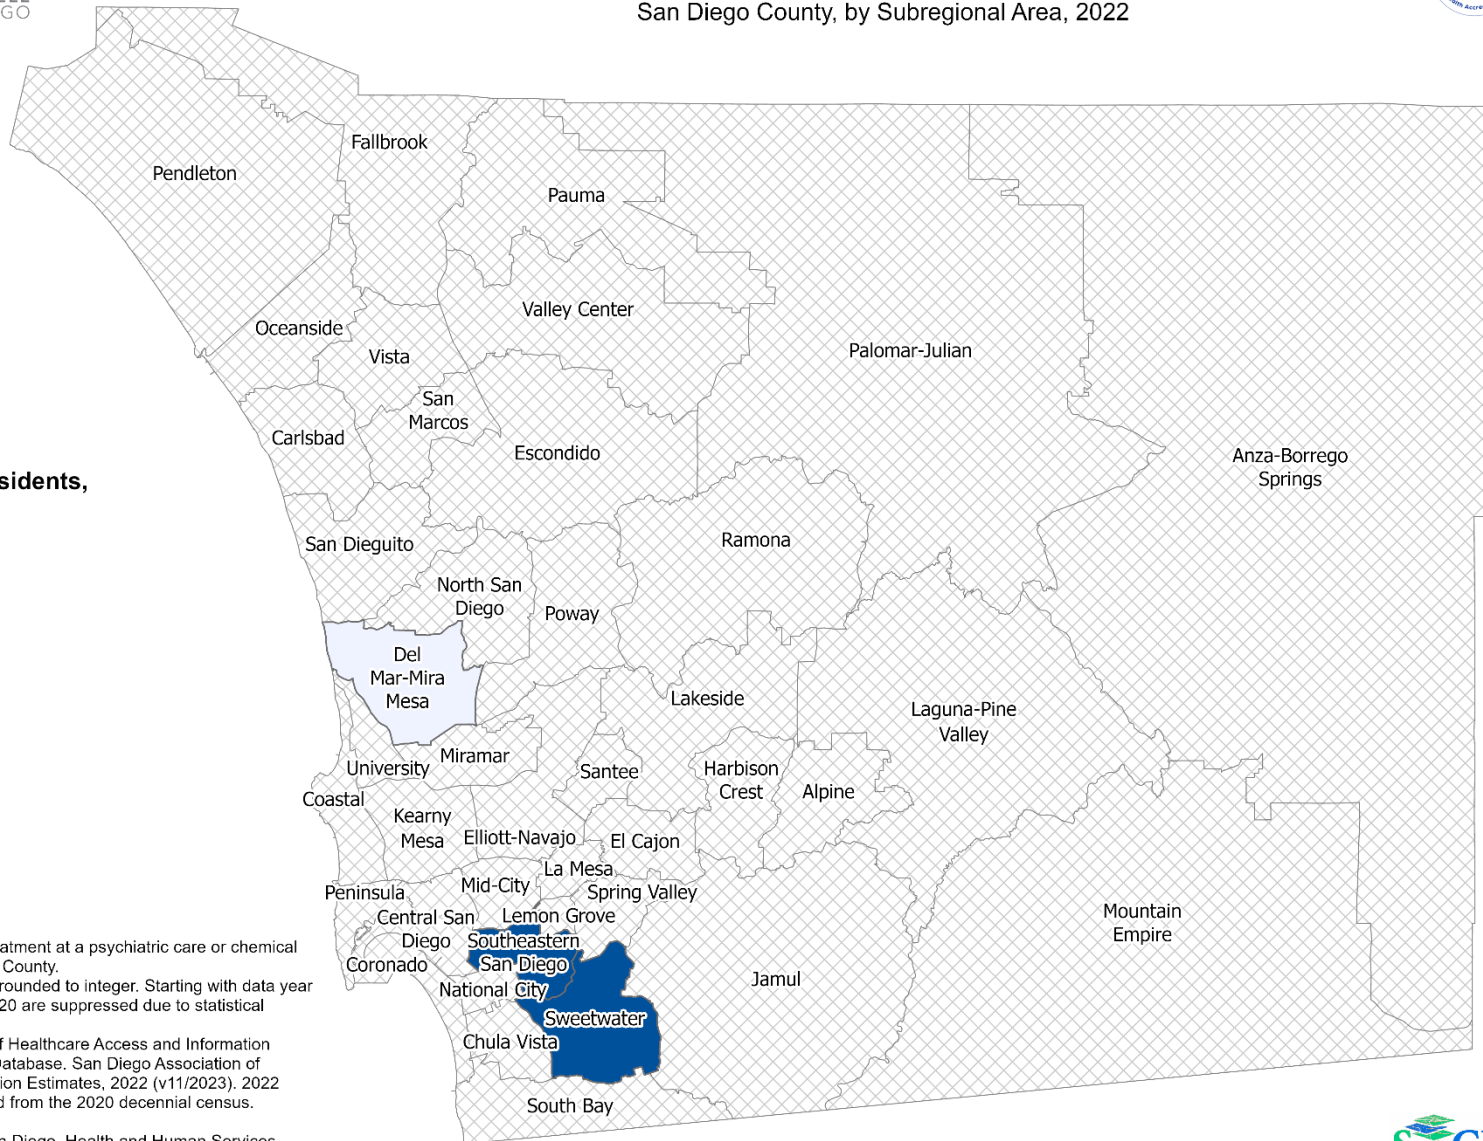 GO
San Diego County, by Subregional Area, 2022
Fallbrook
Pendleton
Pauma
Valley Center
Oceanside
Vista
Palomar-Julian
San
Marcos
Carlsbad
Escondido
Anza-Borrego
Springs
sidents,
Ramona
San Dieguito
North San
Diego
Poway
Del
Mar-Mira
Mesa
Lakeside
Laguna-Pine
Valley
Miramar
University
Santee
Harbison
Crest
Alpine
Coastal
Kearny
Mesa
Elliott-Navajo
El Cajon
La Mesa
Mid-City
Peninsula
Spring Valley
Central San
Diego
Lemon Grove
Mountain
Empire
Southeastern
San Diego
Coronado
Jamul
National City
Sweetwater
Chula Vista
South Bay
atment at a psychiatric care or chemical
County.
rounded to integer. Starting with data year
20 are suppressed due to statistical
f Healthcare Access and Information
Database. San Diego Association of
ion Estimates, 2022 (v11/2023). 2022
d from the 2020 decennial census.
n Diego, Health and Human Services